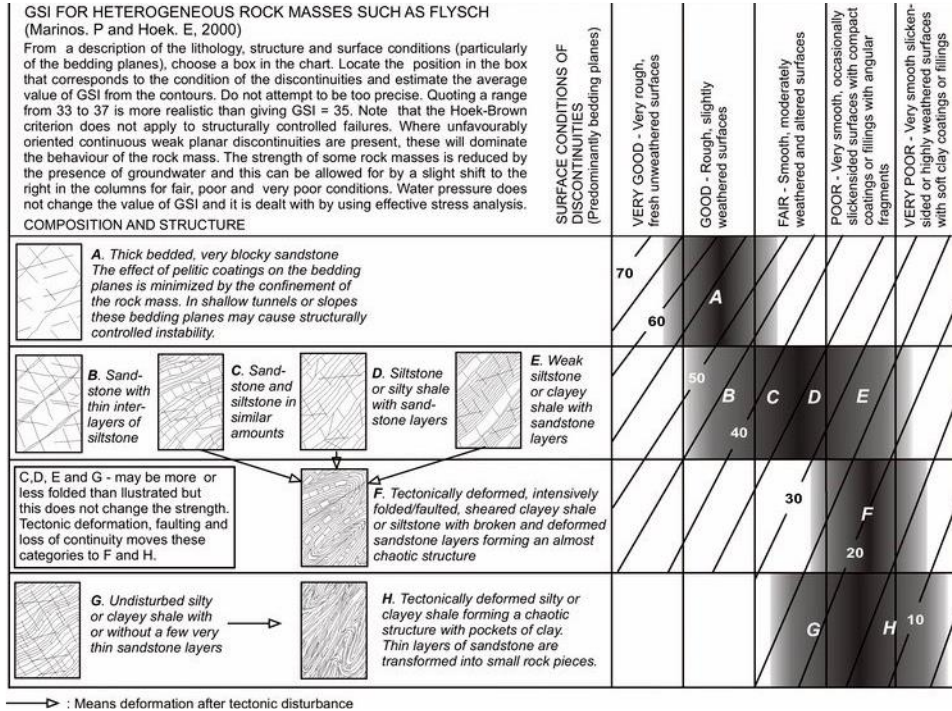 GSI FOR HETEROGENEOUS ROCK MASSES SUCH AS FLYSCH
(Marinos. P and Hoek. E, 2000)
From a description of the lithology, structure and surface conditions (particularly
of the bedding planes), choose a box in the chart. Locate the position in the box
that corresponds to the condition of the discontinuities and estimate the average
value of GSI from the contours. Do not attempt to be too precise. Quoting a range
from 33 to 37 is more realistic than giving GSI = 35. Note that the Hoek-Brown
criterion does not apply to structurally controlled failures. Where unfavourably
oriented continuous weak planar discontinuities are present, these will dominate
the behaviour of the rock mass. The strength of some rock masses is reduced by
the presence of groundwater and this can be allowed for by a slight shift to the
right in the columns for fair, poor and very poor conditions. Water pressure does
not change the value of GSI and it is dealt with by using effective stress analysis.
COMPOSITION AND STRUCTURE
SURFACE CONDITIONS OF
DISCONTINUITIES
(Predominantly bedding planes)
VERY GOOD - Very rough,
fresh unweathered surfaces
GOOD - Rough, slightly
weathered surfaces
FAIR - Smooth, moderately
weathered and altered surfaces
POOR - Very smooth, occasionally
slickensided surfaces with compact
coatings or fillings with angular
fragments
VERY POOR - Very smooth slicken-
sided or highly weathered surfaces
with soft clay coatings or fillings
A. Thick bedded, very blocky sandstone
The effect of pelitic coatings on the bedding
planes is minimized by the confinement of
the rock mass. In shallow tunnels or slopes
these bedding planes may cause structurally
controlled instability.
70
60
A
B. Sand-
stone with
thin inter-
layers of
siltstone
C. Sand-
stone and
siltstone in
similar
amounts
D. Siltstone
or silty shale
with sand-
stone layers
E. Weak
siltstone
or clayey
shale with
sandstone
layers
50
B
C
D
E
40
C,D, E and G - may be more or
less folded than llustrated but
this does not change the strength.
Tectonic deformation, faulting and
loss of continuity moves these
categories to F and H.
F. Tectonically deformed, intensively
folded/faulted, sheared clayey shale
or siltstone with broken and deformed
sandstone layers forming an almost
chaotic structure
30
F
20
G. Undisturbed silty
or clayey shale with
or without a few very
thin sandstone layers
H. Tectonically deformed silty or
clayey shale forming a chaotic
structure with pockets of clay.
Thin layers of sandstone are
transformed into small rock pieces.
G
H
10
: Means deformation after tectonic disturbance